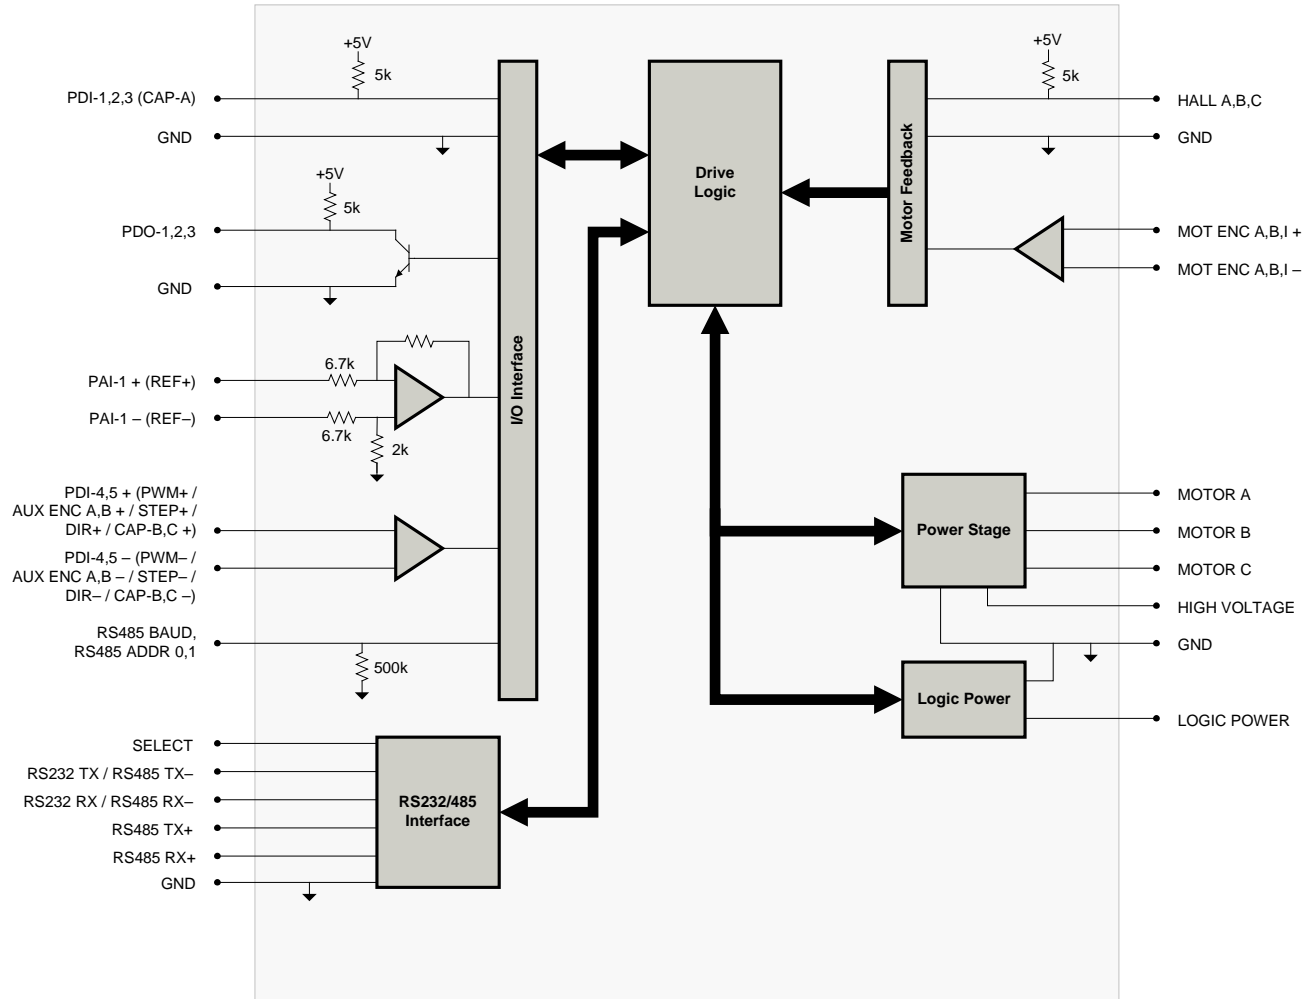 +5V
5k
PDI-1,2,3 (CAP-A)
GND
+5V
5k
PDO-1,2,3
GND
6.7k
PAI-1 + (REF+)
PAI-1 – (REF–)
6.7k
2k
PDI-4,5 + (PWM+ /
AUX ENC A,B + / STEP+ /
DIR+ / CAP-B,C +)
PDI-4,5 – (PWM– /
AUX ENC A,B – / STEP– /
DIR– / CAP-B,C –)
RS485 BAUD,
RS485 ADDR 0,1
500k
I/O Interface
SELECT
RS232 TX / RS485 TX–
RS232 RX / RS485 RX–
RS485 TX+
RS485 RX+
GND
RS232/485
Interface
Drive
Logic
Motor Feedback
+5V
5k
HALL A,B,C
GND
MOT ENC A,B,I +
MOT ENC A,B,I –
Power Stage
MOTOR A
MOTOR B
MOTOR C
HIGH VOLTAGE
GND
Logic Power
LOGIC POWER